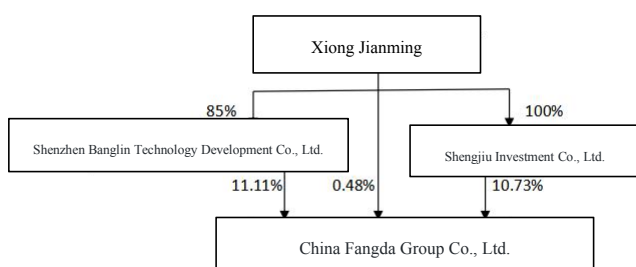 Xiong Jianming
85%
100%
Shenzhen Banglin Technology Development Co., Ltd.
Shengjiu Investment Co., Ltd.
11.11%
0.48%
10.73%
China Fangda Group Co., Ltd.